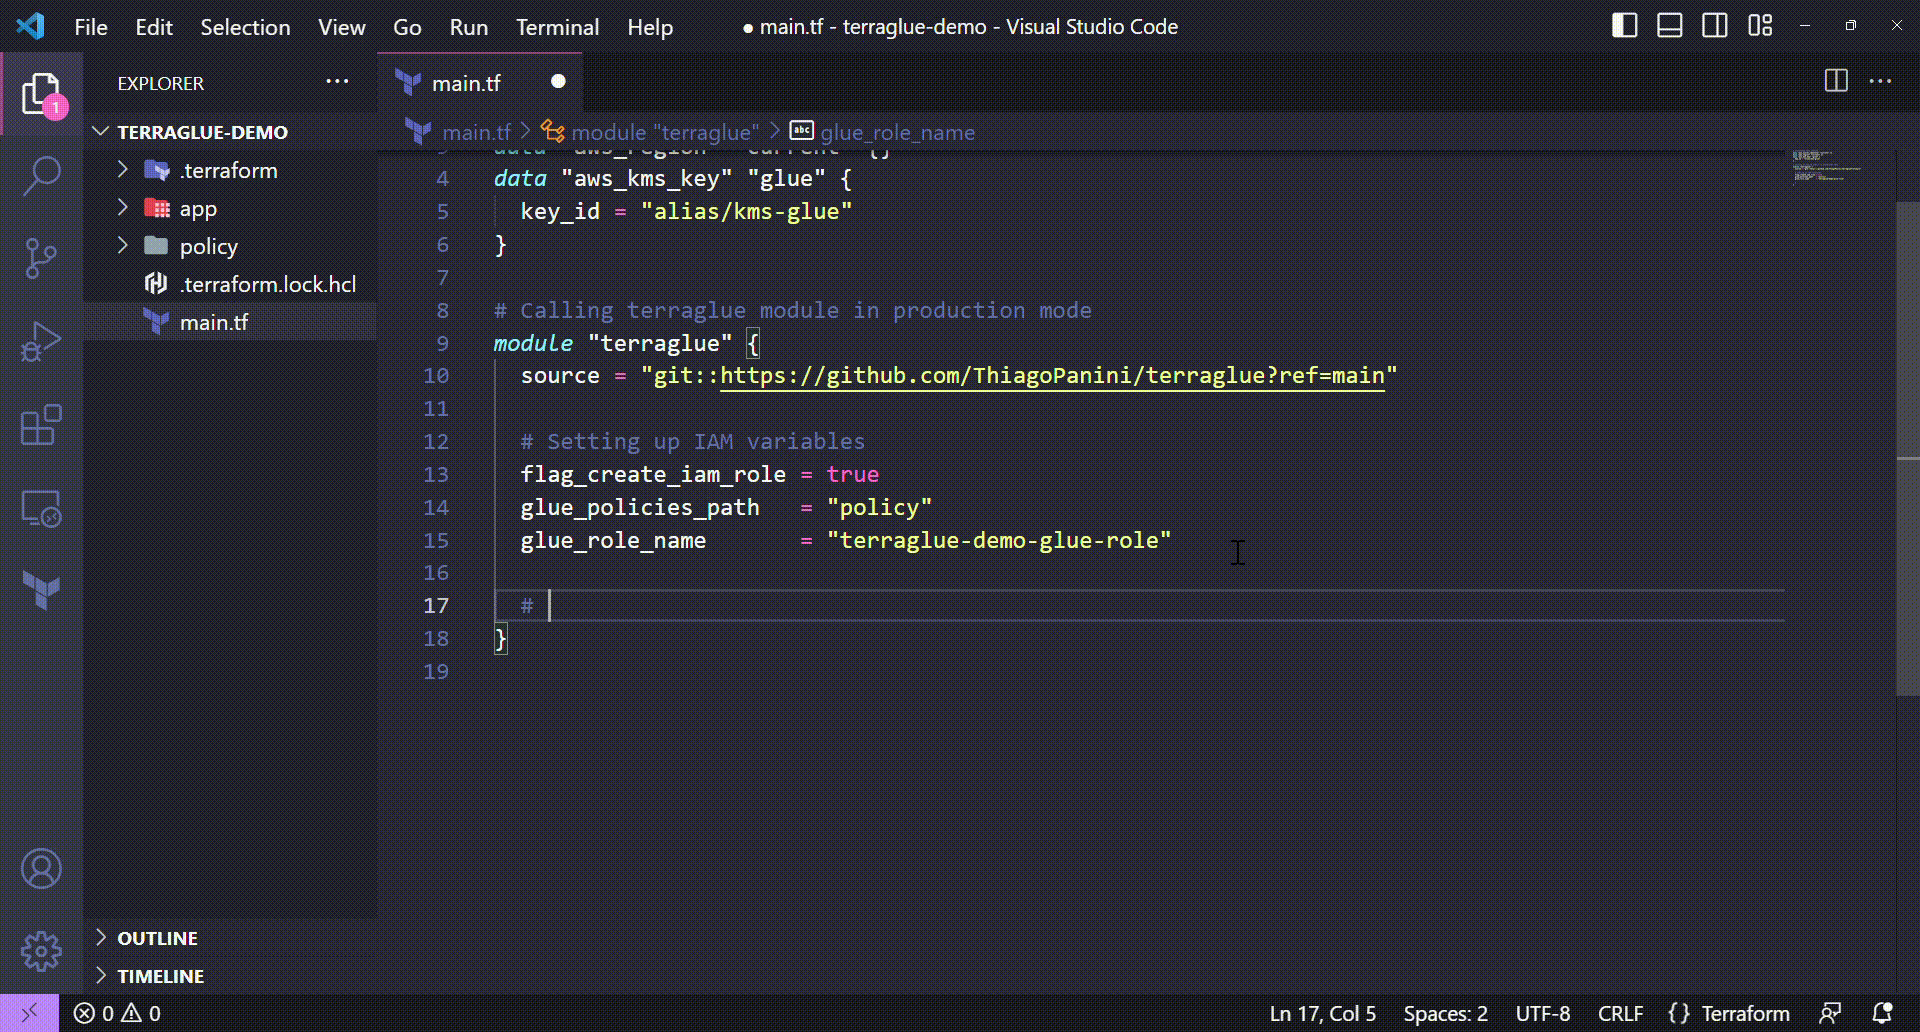 File Edit Selection View Go Run Terminal Help
● main.tf - terraglue-demo - Visual Studio Code
EXPLORER
1
TERRAGLUE-DEMO
.terraform
app
policy
.terraform.lock.hcl
main.tf
OUTLINE
TIMELINE
main.tf
main.tf > module "terraglue" > abc glue_role_name
data "aws_region" "current" {}
4 data "aws_kms_key" "glue" {
5 key_id = "alias/kms-glue"
6 }
7
8 # Calling terraglue module in production mode
9 module "terraglue" {
10 source = "git::https://github.com/ThiagoPanini/terraglue?ref=main"
11
12 # Setting up IAM variables
13 flag_create_iam_role = true
14 glue_policies_path = "policy"
15 glue_role_name = "terraglue-demo-glue-role"
16
17 #
18 }
19
0 0
Ln 17, Col 5 Spaces: 2 UTF-8 CRLF {} Terraform